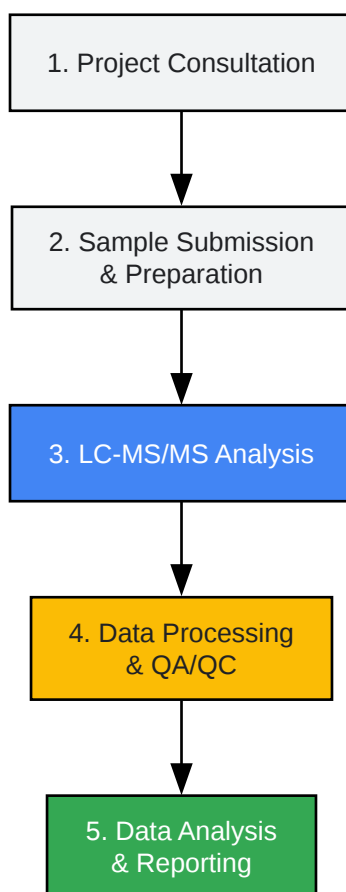 1. Project Consultation
2. Sample Submission
& Preparation
3. LC-MS/MS Analysis
4. Data Processing
& QA/QC
5. Data Analysis
& Reporting